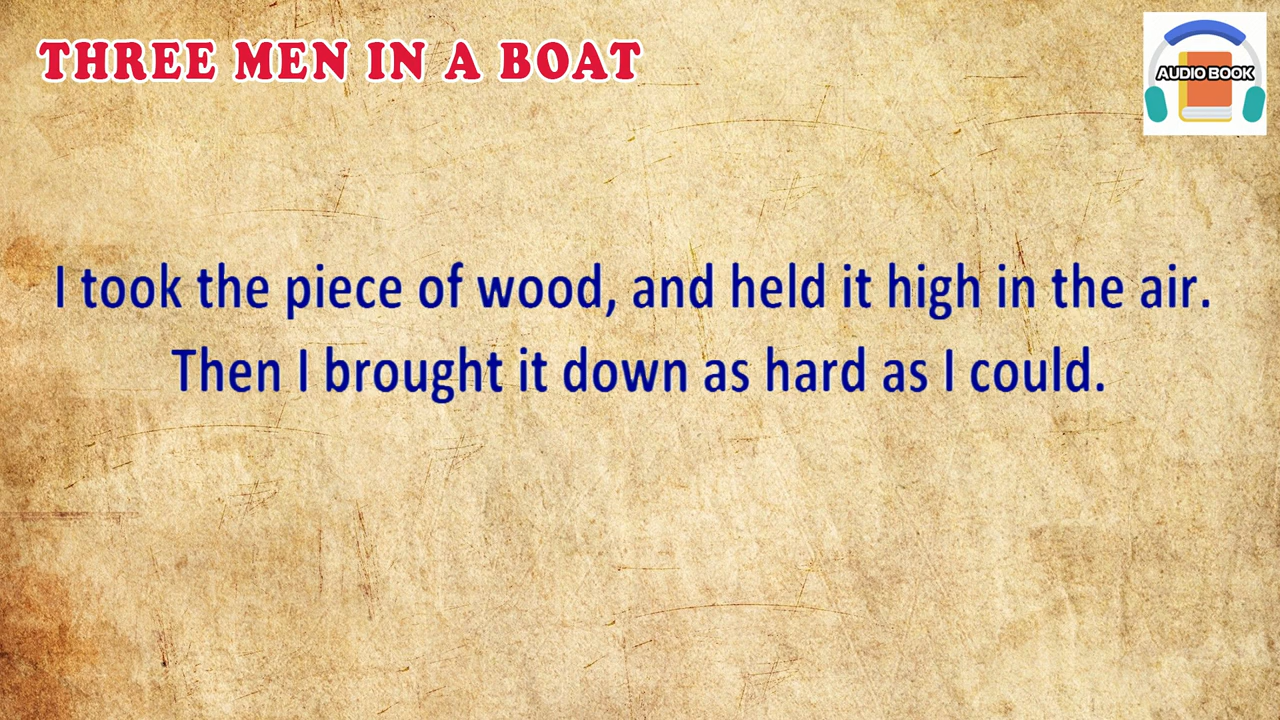 THREE MEN IN A BOAT
AUDIO BOOK
I took the piece of wood, and held it high in the air.
Then I brought it down as hard as I could.